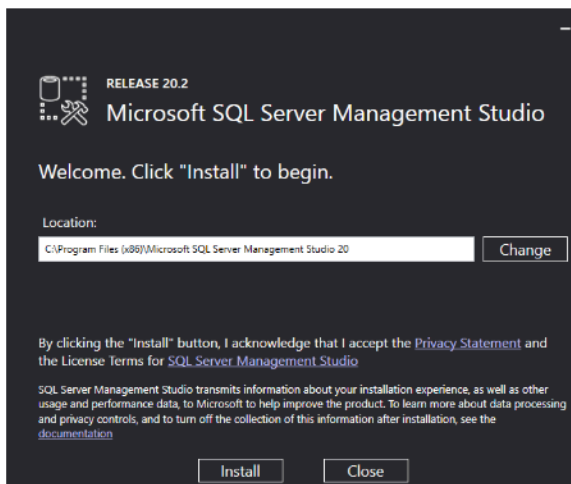 RELEASE 20.2
Microsoft SQL Server Management Studio
Welcome. Click "Install" to begin.
Location:
C:\Program Files (x86)\Microsoft SQL Server Management Studio 20
Change
By clicking the "Install" button, I acknowledge that I accept the Privacy Statement and
the License Terms for SQL Server Management Studio
SQL Server Management Studio transmits information about your installation experience, as well as other
usage and performance data, to Microsoft to help improve the product. To learn more about data processing
and privacy controls, and to turn off the collection of this information after installation, see the
documentation
Install
Close